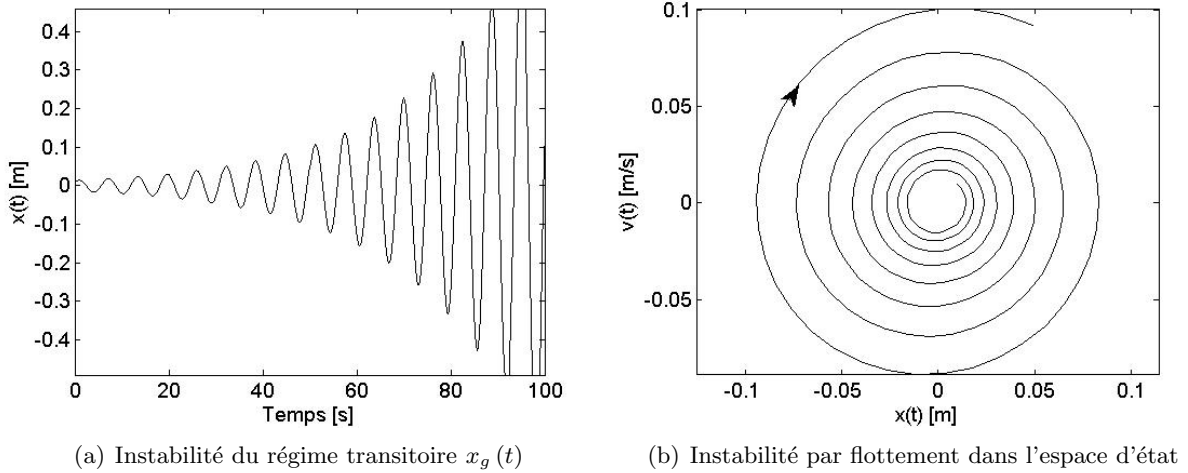 0.4
0.3
0.2
0.1
0
-0.1
-0.2
-0.3
-0.4
x(t) [m]
0 20 40 60 80 100
Temps [s]
(a) Instabilité du régime transitoire x_g (t)
0.1
0.05
0
-0.05
v(t) [m/s]
-0.1 -0.05 0 0.05 0.1
x(t) [m]
(b) Instabilité par flottement dans l'espace d'état